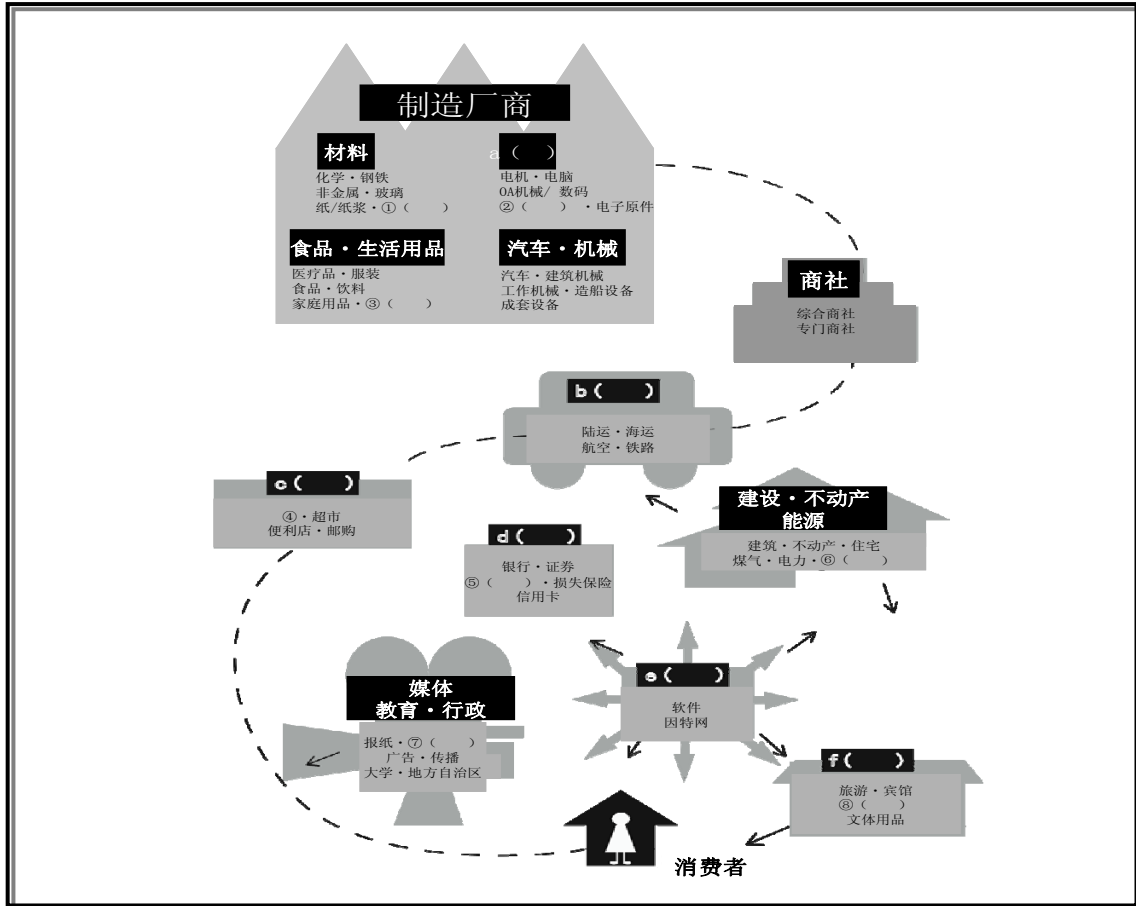 制造厂商
材料
化学·钢铁
非金属·玻璃
纸/纸浆·①（ ）
a（ ）
电机·电脑
OA机械/ 数码
②（ ）·电子原件
食品·生活用品
医疗品·服装
食品·饮料
家庭用品·③（ ）
汽车·机械
汽车·建筑机械
工作机械·造船设备
成套设备
商社
综合商社
专门商社
b（ ）
陆运·海运
航空·铁路
c（ ）
④·超市
便利店·邮购
d（ ）
银行·证券
⑤（ ）·损失保险
信用卡
建设·不动产
能源
建筑·不动产·住宅
煤气·电力·⑥（ ）
e（ ）
软件
因特网
媒体
教育·行政
报纸·⑦（ ）
广告·传播
大学·地方自治区
f（ ）
旅游·宾馆
⑧（ ）
文体用品
消费者